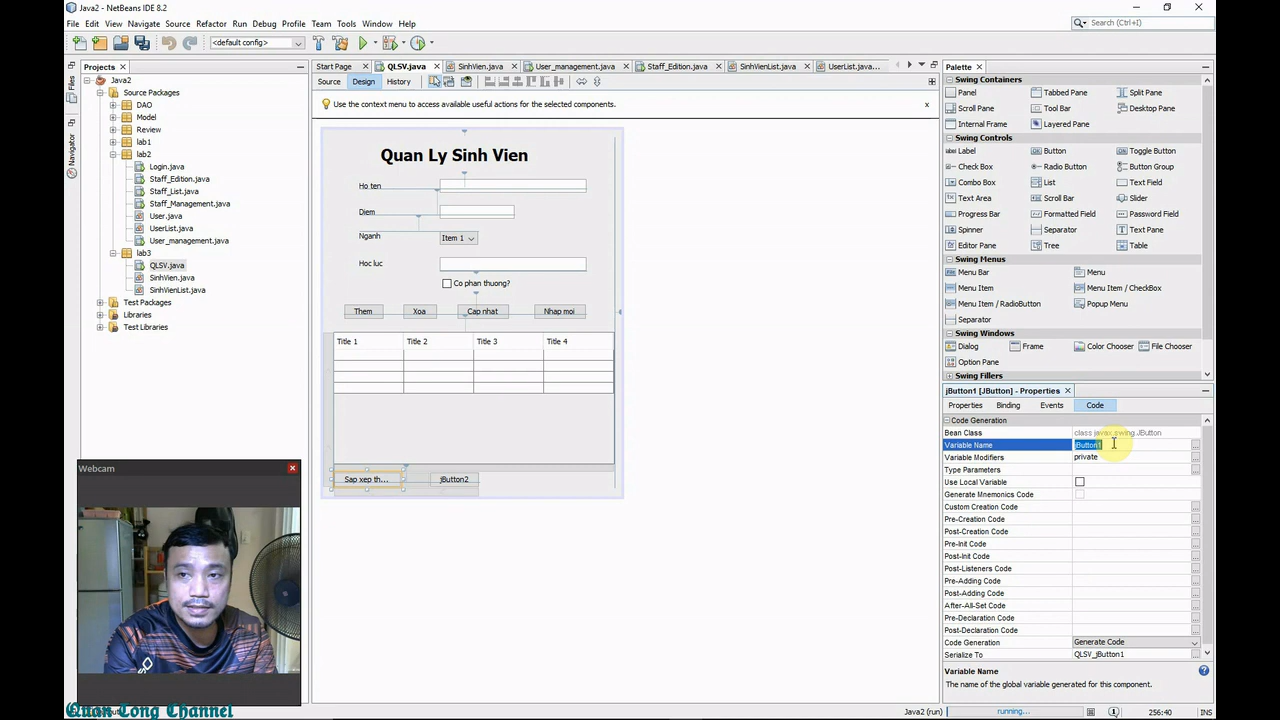 Java2 - NetBeans IDE 8.2
File Edit View Navigate Source Refactor Run Debug Profile Team Tools Window Help
Search (Ctrl+I)
<default config>
Projects
Start Page QLSV.java SinhVien.java User_management.java Staff_Edition.java SinhVienList.java UserList.java...
Palette
Files
Navigator
Java2
Source Packages
DAO
Model
Review
lab1
lab2
Login.java
Staff_Edition.java
Staff_List.java
Staff_Management.java
User.java
UserList.java
User_management.java
lab3
QLSV.java
SinhVien.java
SinhVienList.java
Test Packages
Libraries
Test Libraries
Source Design History
Use the context menu to access available useful actions for the selected components.
x
Quan Ly Sinh Vien
Ho ten
Diem
Nganh Item 1
Hoc luc
Co phan thuong?
Them Xoa Cap nhat Nhap moi
Title 1 Title 2 Title 3 Title 4
Sap xep th... jButton2
Swing Containers
Panel Tabbed Pane Split Pane
Scroll Pane Tool Bar Desktop Pane
Internal Frame Layered Pane
Swing Controls
Label Button Toggle Button
Check Box Radio Button Button Group
Combo Box List Text Field
Text Area Scroll Bar Slider
Progress Bar Formatted Field Password Field
Spinner Separator Text Pane
Editor Pane Tree Table
Swing Menus
Menu Bar Menu
Menu Item Menu Item / CheckBox
Menu Item / RadioButton Popup Menu
Separator
Swing Windows
Dialog Frame Color Chooser File Chooser
Option Pane
Swing Fillers
jButton1 [JButton] - Properties
Properties Binding Events Code
Code Generation
Bean Class class javax.swing.JButton
Variable Name jButton1
Variable Modifiers private
Type Parameters
Use Local Variable
Generate Mnemonics Code
Custom Creation Code
Pre-Creation Code
Post-Creation Code
Pre-Init Code
Post-Init Code
Post-Listeners Code
Pre-Adding Code
Post-Adding Code
After-All-Set Code
Pre-Declaration Code
Post-Declaration Code
Code Generation Generate Code
Serialize To QLSV_jButton1
Variable Name
The name of the global variable generated for this component.
Webcam
Quan Tong Channel
Java2 (run) running... 256:40 INS